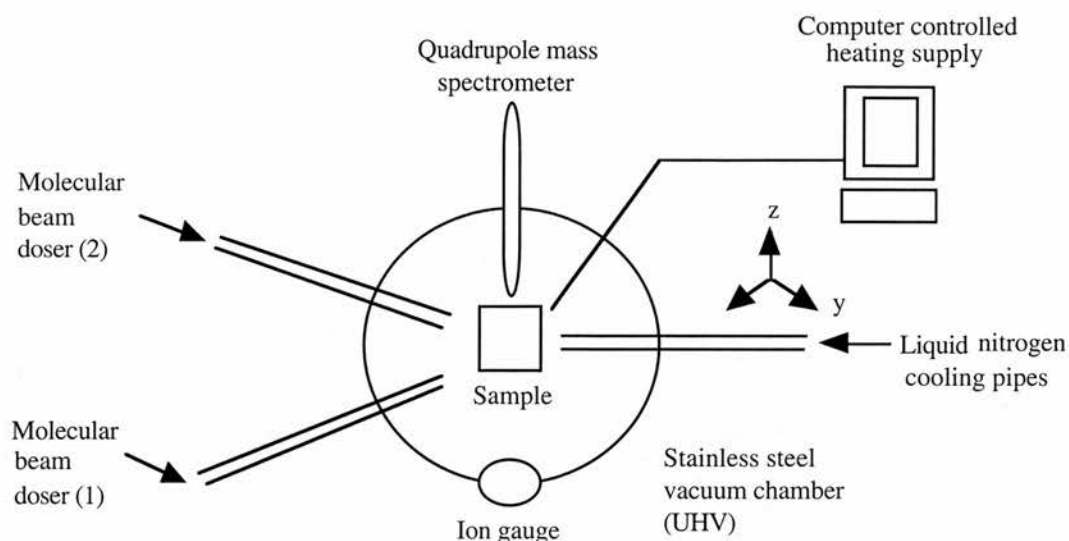 Quadrupole mass
spectrometer
Computer controlled
heating supply
Molecular
beam
doser (2)
z
y
Liquid nitrogen
cooling pipes
Sample
Molecular
beam
doser (1)
Stainless steel
vacuum chamber
(UHV)
Ion gauge